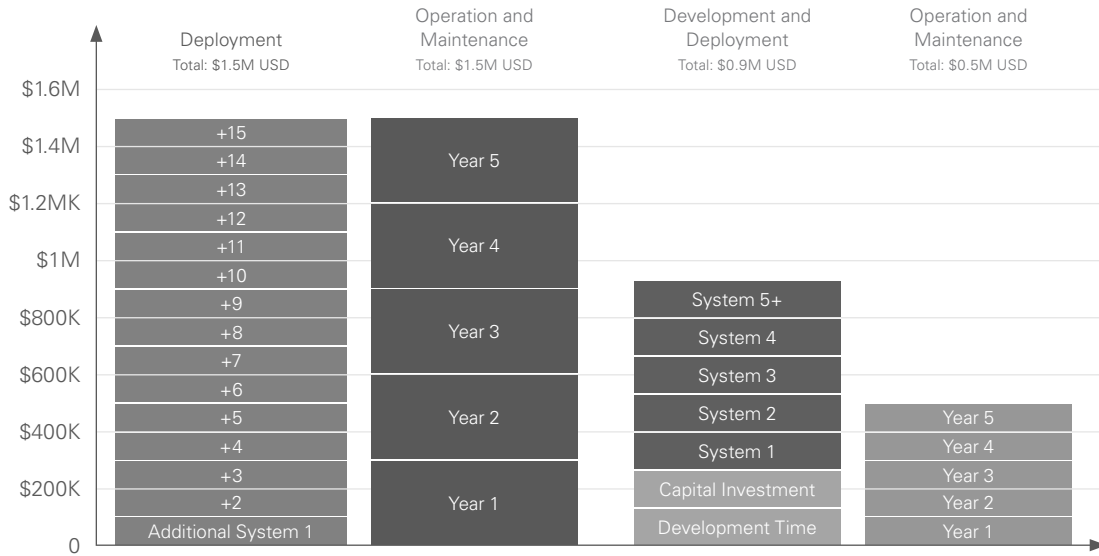 Deployment
Total: $1.5M USD
Operation and
Maintenance
Total: $1.5M USD
Development and
Deployment
Total: $0.9M USD
Operation and
Maintenance
Total: $0.5M USD
$1.6M
$1.4M
$1.2MK
$1M
$800K
$600K
$400K
$200K
0
+15
+14
+13
+12
+11
+10
+9
+8
+7
+6
+5
+4
+3
+2
Additional System 1
Year 5
Year 4
Year 3
Year 2
Year 1
System 5+
System 4
System 3
System 2
System 1
Capital Investment
Development Time
Year 5
Year 4
Year 3
Year 2
Year 1